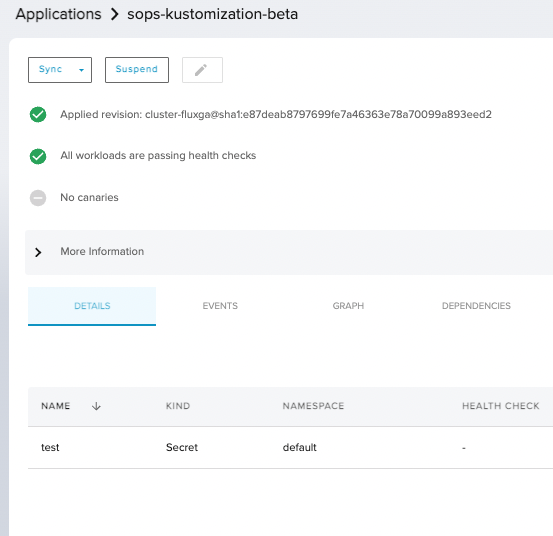 Applications > sops-kustomization-beta
Sync Suspend
Applied revision: cluster-fluxga@sha1:e87deab8797699fe7a46363e78a70099a893eed2
All workloads are passing health checks
No canaries
More Information
DETAILS EVENTS GRAPH DEPENDENCIES
NAME KIND NAMESPACE HEALTH CHECK
test Secret default -